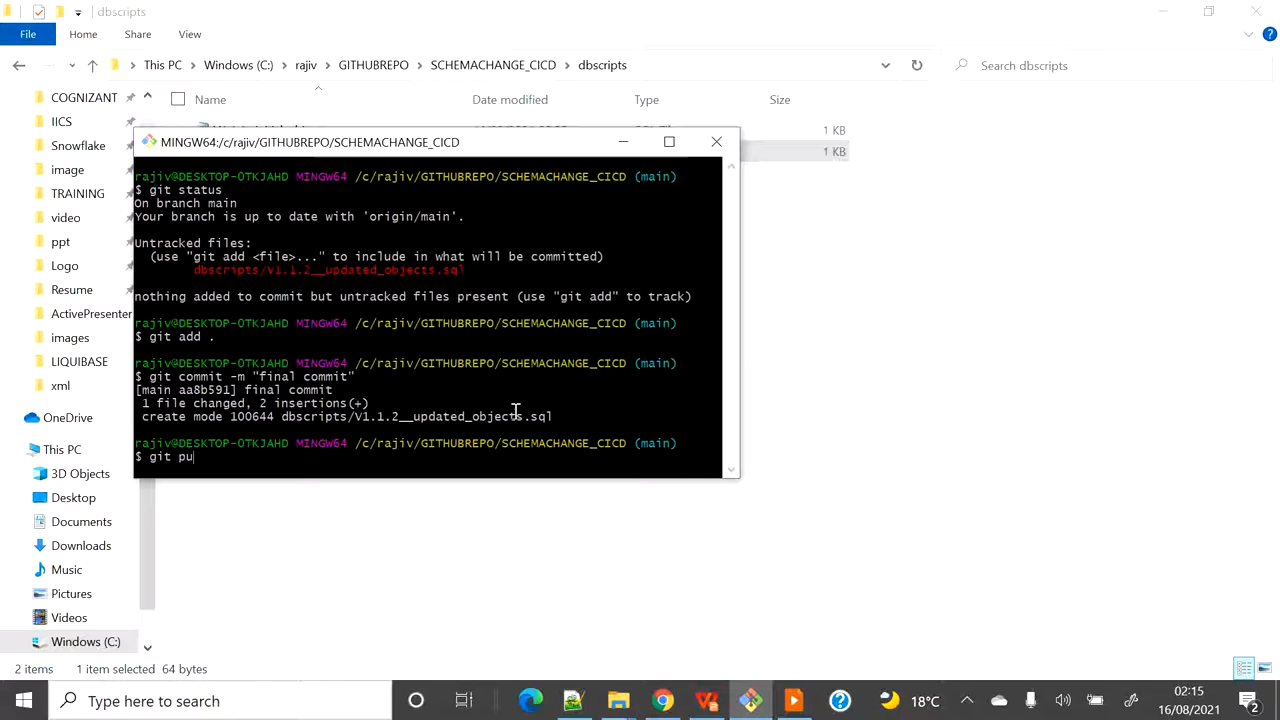 dbscripts
File
Home
Share
View
This PC
Windows (C:)
rajiv
GITHUBREPO
SCHEMACHANGE_CICD
dbscripts
Search dbscripts
COGNIZANT
Name
Date modified
Type
Size
IICS
Snowflake
image
TRAINING
video
ppt
Logo
Resume
ActivePresenter
images
LIQUIBASE
xml
OneDrive
This PC
3D Objects
Desktop
Documents
Downloads
Music
Pictures
Videos
Windows (C:)
1 KB
1 KB
MINGW64:/c/rajiv/GITHUBREPO/SCHEMACHANGE_CICD
rajiv@DESKTOP-OTKJAHD MINGW64 /c/rajiv/GITHUBREPO/SCHEMACHANGE_CICD (main)
$ git status
On branch main
Your branch is up to date with 'origin/main'.
Untracked files:
(use "git add <file>..." to include in what will be committed)
dbscripts/V1.1.2__updated_objects.sql
nothing added to commit but untracked files present (use "git add" to track)
rajiv@DESKTOP-OTKJAHD MINGW64 /c/rajiv/GITHUBREPO/SCHEMACHANGE_CICD (main)
$ git add .
rajiv@DESKTOP-OTKJAHD MINGW64 /c/rajiv/GITHUBREPO/SCHEMACHANGE_CICD (main)
$ git commit -m "final commit"
[main aa8b591] final commit
1 file changed, 2 insertions(+)
create mode 100644 dbscripts/V1.1.2__updated_objects.sql
rajiv@DESKTOP-OTKJAHD MINGW64 /c/rajiv/GITHUBREPO/SCHEMACHANGE_CICD (main)
$ git pu
2 items
1 item selected 64 bytes
Type here to search
18°C
02:15
16/08/2021
2